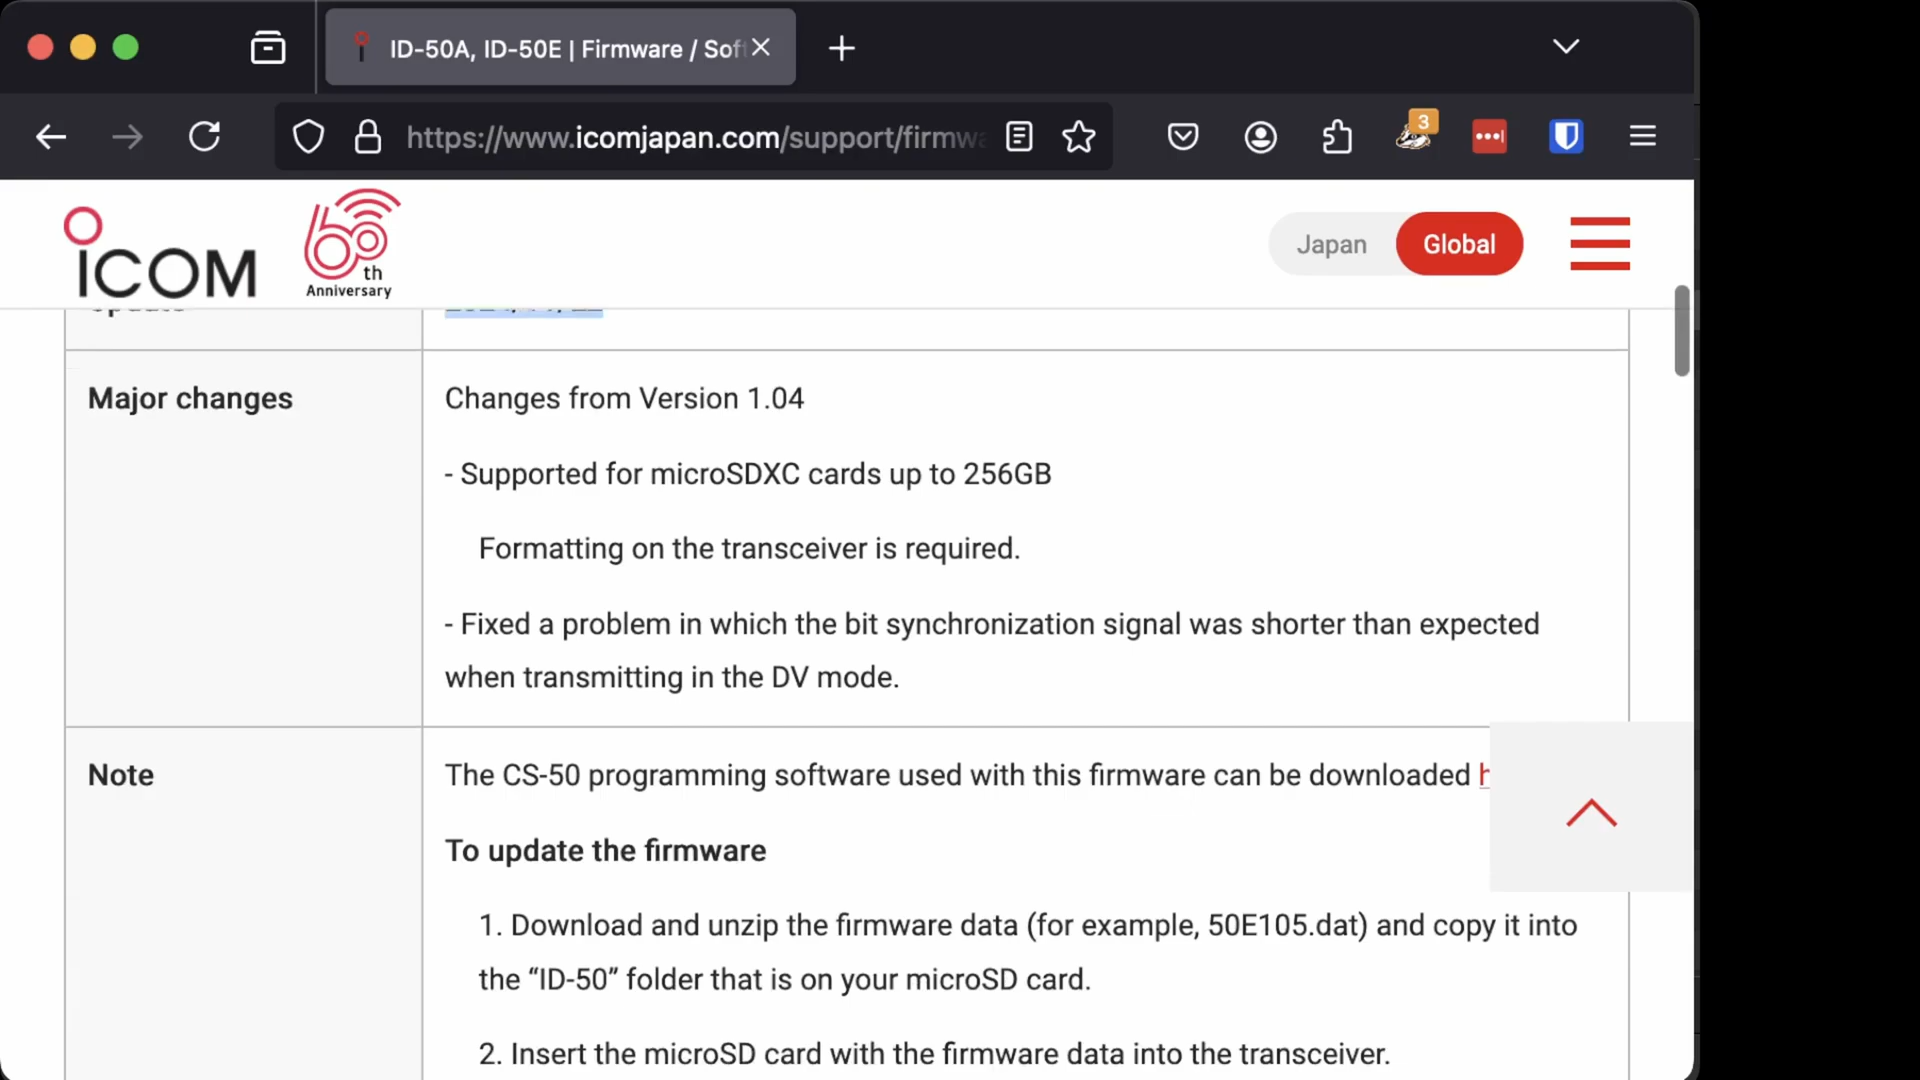 ID-50A, ID-50E | Firmware / Sof
https://www.icomjapan.com/support/firmwa
3
ICOM
60th
Anniversary
Japan
Global
Major changes
Changes from Version 1.04
- Supported for microSDXC cards up to 256GB
Formatting on the transceiver is required.
- Fixed a problem in which the bit synchronization signal was shorter than expected
when transmitting in the DV mode.
Note
The CS-50 programming software used with this firmware can be downloaded h
To update the firmware
1. Download and unzip the firmware data (for example, 50E105.dat) and copy it into
the “ID-50” folder that is on your microSD card.
2. Insert the microSD card with the firmware data into the transceiver.